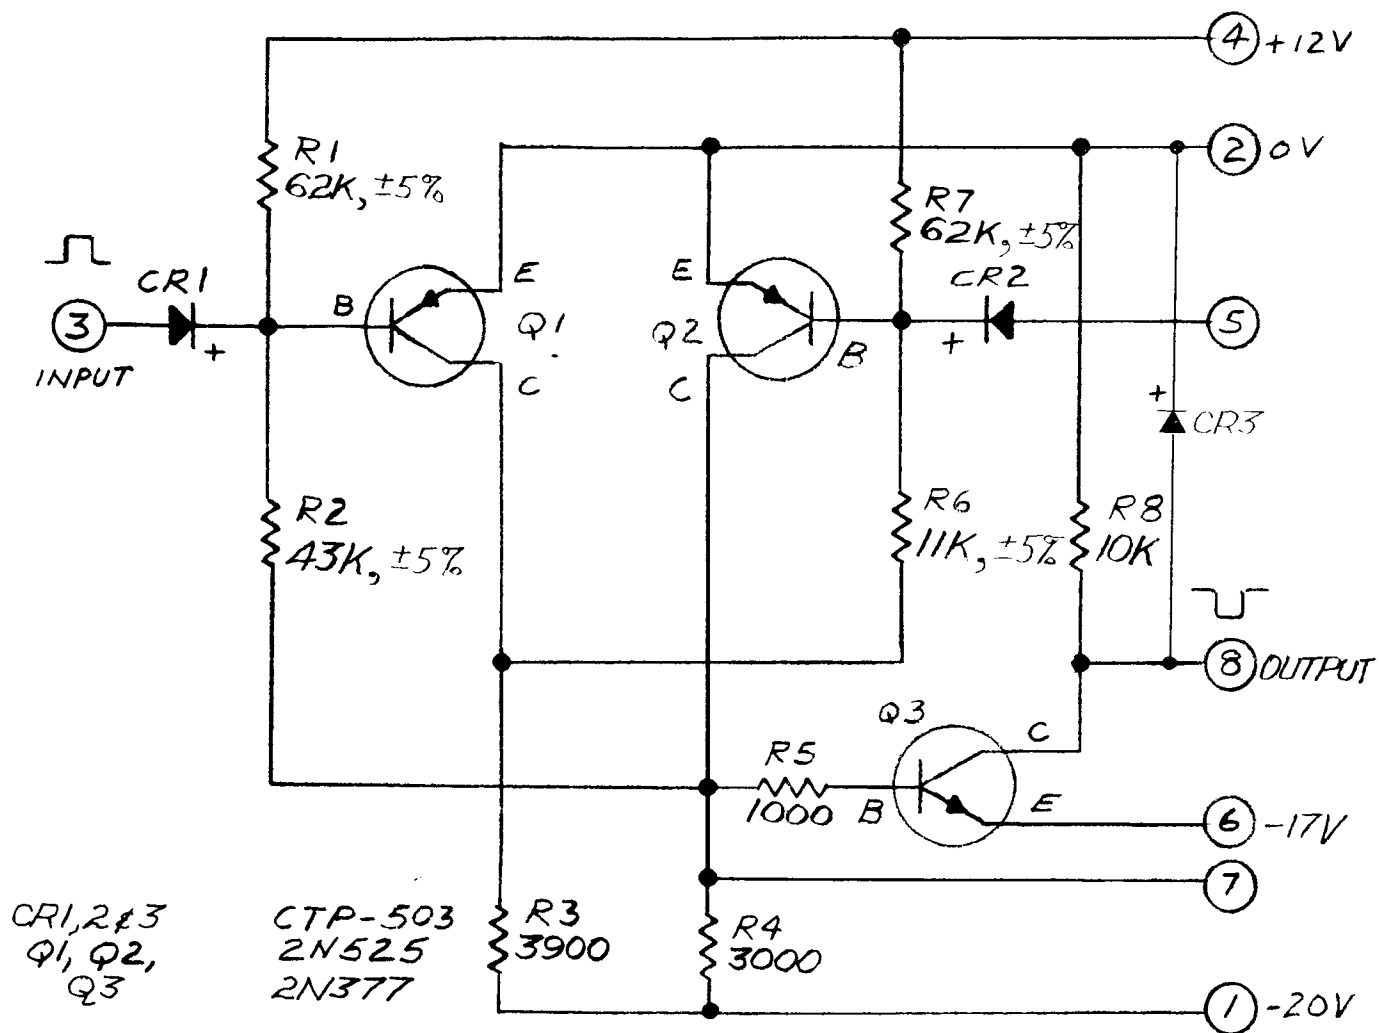 4 +12V
R1
62K, ±5%
2 0V
R7
62K, ±5%
CR1
B
E
Q1
C
E
Q2
C
B
CR2
+
5
3
+
INPUT
+
CR3
R2
43K, ±5%
R6
11K, ±5%
R8
10K
8 OUTPUT
Q3
C
R5
1000
B
E
6 -17V
7
CR1, 2 & 3 CTP-503
Q1, Q2, 2N525
Q3 2N377
R3
3900
R4
3000
1 -20V